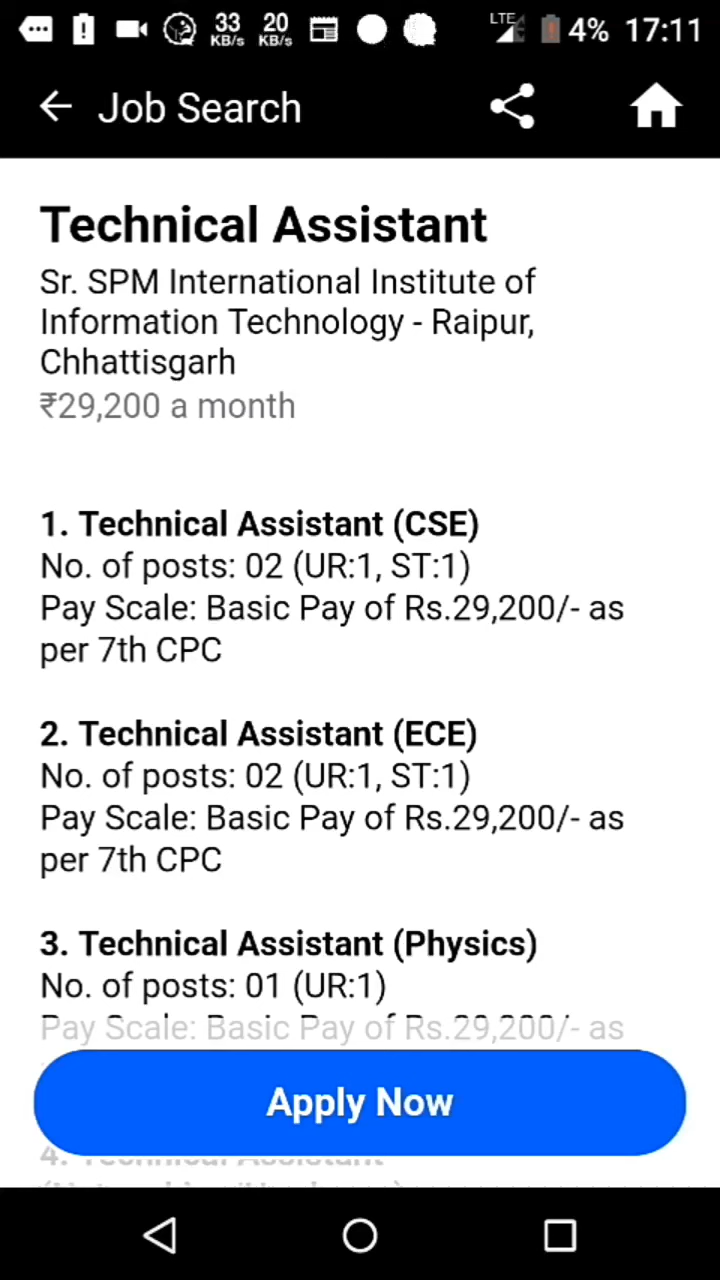 33 KB/s 20 KB/s LTE 4% 17:11
Job Search
Technical Assistant
Sr. SPM International Institute of
Information Technology - Raipur,
Chhattisgarh
₹29,200 a month
1. Technical Assistant (CSE)
No. of posts: 02 (UR:1, ST:1)
Pay Scale: Basic Pay of Rs.29,200/- as
per 7th CPC
2. Technical Assistant (ECE)
No. of posts: 02 (UR:1, ST:1)
Pay Scale: Basic Pay of Rs.29,200/- as
per 7th CPC
3. Technical Assistant (Physics)
No. of posts: 01 (UR:1)
Pay Scale: Basic Pay of Rs.29,200/- as
Apply Now
4. Technical Assistant